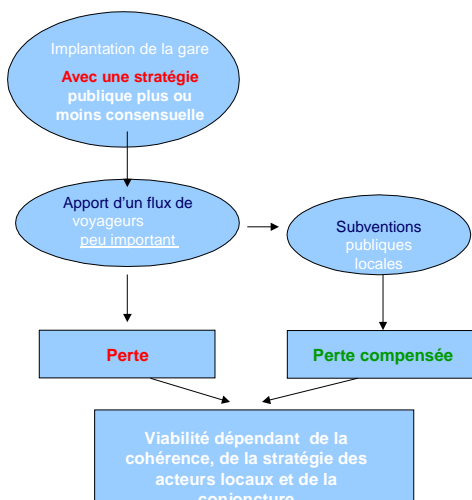 Implantation de la gare
Avec une stratégie
publique plus ou
moins consensuelle
Apport d'un flux de
voyageurs
peu important
Subventions
publiques
locales
Perte
Perte compensée
Viabilité dépendant de la
cohérence, de la stratégie des
acteurs locaux et de la
conjoncture